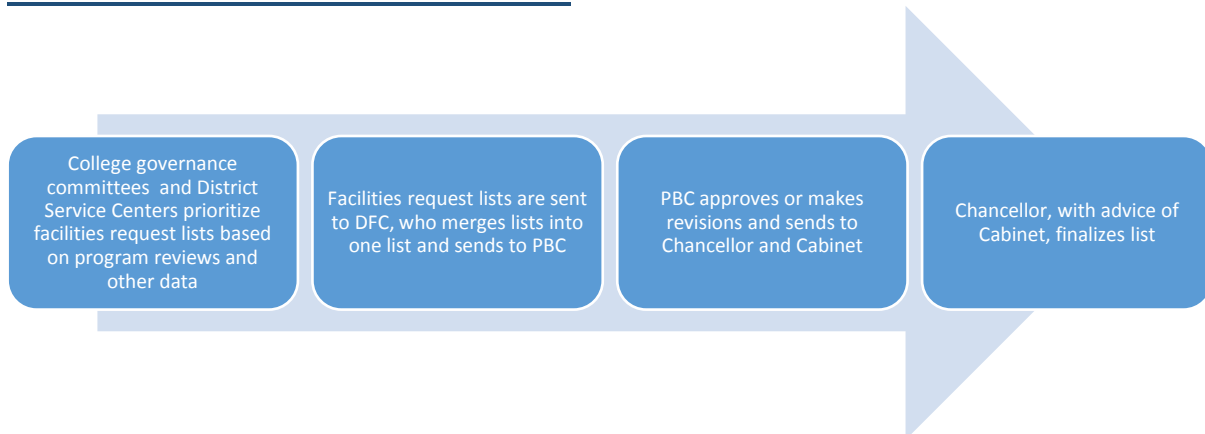 College governance
committees and District
Service Centers prioritize
facilities request lists based
on program reviews and
other data
Facilities request lists are sent
to DFC, who merges lists into
one list and sends to PBC
PBC approves or makes
revisions and sends to
Chancellor and Cabinet
Chancellor, with advice of
Cabinet, finalizes list